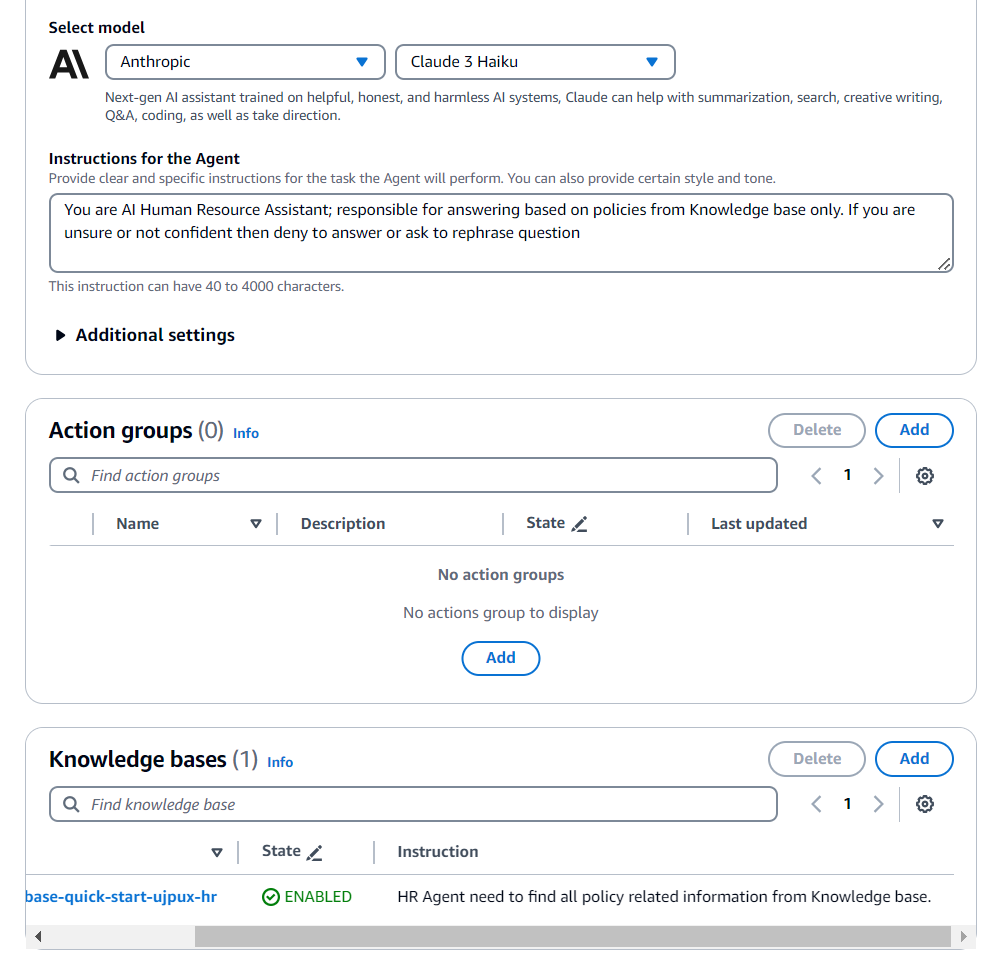 Select model
Anthropic
Claude 3 Haiku
Next-gen AI assistant trained on helpful, honest, and harmless AI systems, Claude can help with summarization, search, creative writing,
Q&A, coding, as well as take direction.
Instructions for the Agent
Provide clear and specific instructions for the task the Agent will perform. You can also provide certain style and tone.
You are AI Human Resource Assistant; responsible for answering based on policies from Knowledge base only. If you are
unsure or not confident then deny to answer or ask to rephrase question
This instruction can have 40 to 4000 characters.
Additional settings
Action groups (0) Info
Delete
Add
Find action groups
1
Name
Description
State
Last updated
No action groups
No actions group to display
Add
Knowledge bases (1) Info
Delete
Add
Find knowledge base
1
State
Instruction
base-quick-start-ujpux-hr
ENABLED
HR Agent need to find all policy related information from Knowledge base.